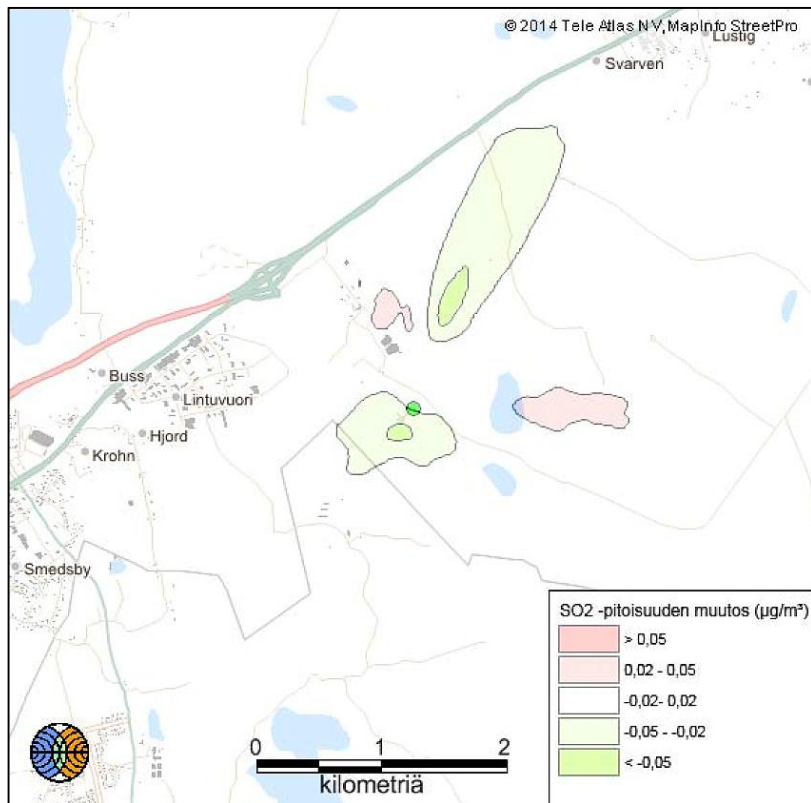 © 2014 Tele Atlas NV, MapInfo StreetPro
Lustig
Svarven
Buss
Lintuvuori
Hjord
Krohn
Smedsby
SO2 -pitoisuuden muutos (µg/m³)
> 0,05
0,02 - 0,05
-0,02- 0,02
-0,05 - -0,02
< -0,05
0 1 2
kilometriä